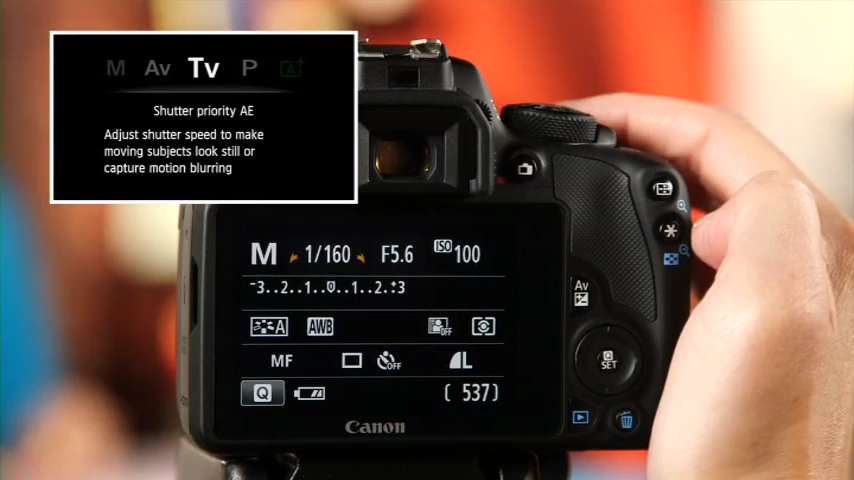 M Av Tv P A+
Shutter priority AE
Adjust shutter speed to make
moving subjects look still or
capture motion blurring
M 1/160 F5.6 ISO 100
-3..2..1..0..1..2.+3
A AWB OFF
MF OFF L
Q ( 537)
Canon
Av
Q
SET